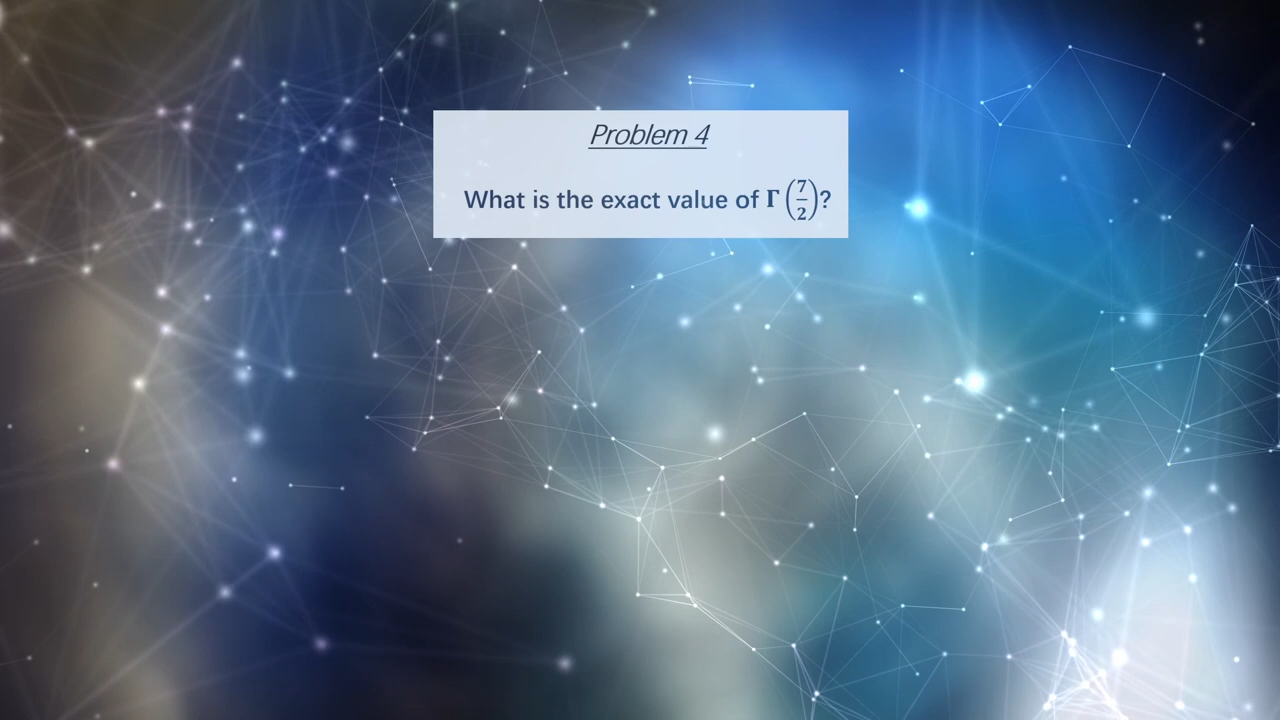 Problem 4
What is the exact value of Γ(7/2)?